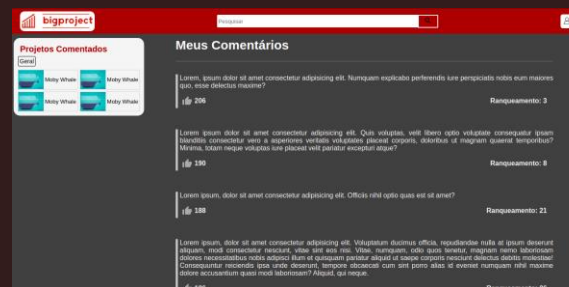 bigproject
Pesquisar
Projetos Comentados
Geral
Moby Whale
Moby Whale
Moby Whale
Moby Whale
Meus Comentários
Lorem, ipsum dolor sit amet consectetur adipisicing elit. Numquam explicabo perferendis iure perspiciatis nobis eum maiores
quo, esse delectus maxime?
206
Ranqueamento: 3
Lorem ipsum dolor sit amet consectetur adipisicing elit. Quis voluptas, velit libero optio voluptate consequatur ipsam
blanditiis consectetur vero a asperiores veritatis voluptates placeat corporis, doloribus ut magnam quaerat temporibus?
Minima, totam neque voluptas iure placeat velit pariatur excepturi atque?
190
Ranqueamento: 8
Lorem ipsum, dolor sit amet consectetur adipisicing elit. Officiis nihil optio quas est sit amet?
188
Ranqueamento: 21
Lorem ipsum, dolor sit amet consectetur adipisicing elit. Voluptatum ducimus officia, repudiandae nulla at ipsum deserunt
aliquam, modi consectetur nesciunt, vitae sint eos nisi. Vitae, numquam, odio quos tenetur, magnam nemo laboriosam
dolores necessitatibus nobis adipisci illum et quisquam pariatur aliquid ut saepe corporis nesciunt delectus debitis molestiae!
Consequuntur reiciendis ipsa unde deserunt, tempore obcaecati cum sint porro alias id eveniet numquam nihil maxime
dolore accusantium quasi modi laboriosam? Aliquid, qui neque.